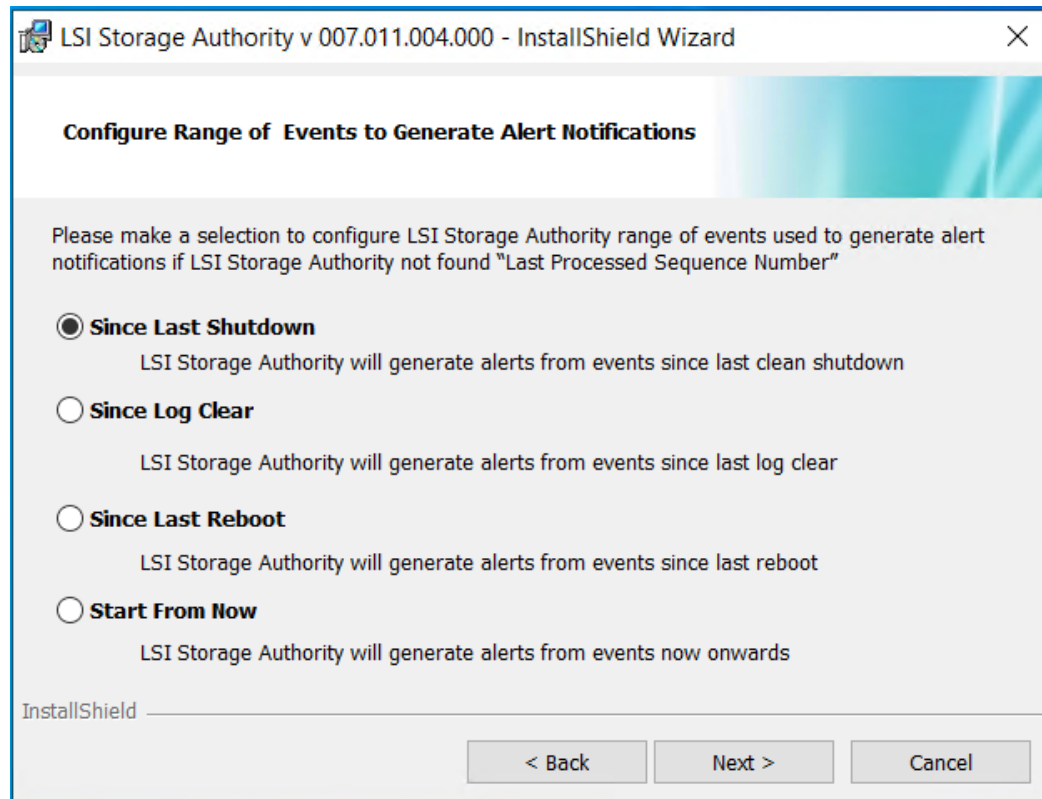 LSI Storage Authority v 007.011.004.000 - InstallShield Wizard
Configure Range of  Events to Generate Alert Notifications
Please make a selection to configure LSI Storage Authority range of events used to generate alert
notifications if LSI Storage Authority not found “Last Processed Sequence Number”
Since Last Shutdown
LSI Storage Authority will generate alerts from events since last clean shutdown
Since Log Clear
LSI Storage Authority will generate alerts from events since last log clear
Since Last Reboot
LSI Storage Authority will generate alerts from events since last reboot
Start From Now
LSI Storage Authority will generate alerts from events now onwards
InstallShield
< Back Next > Cancel